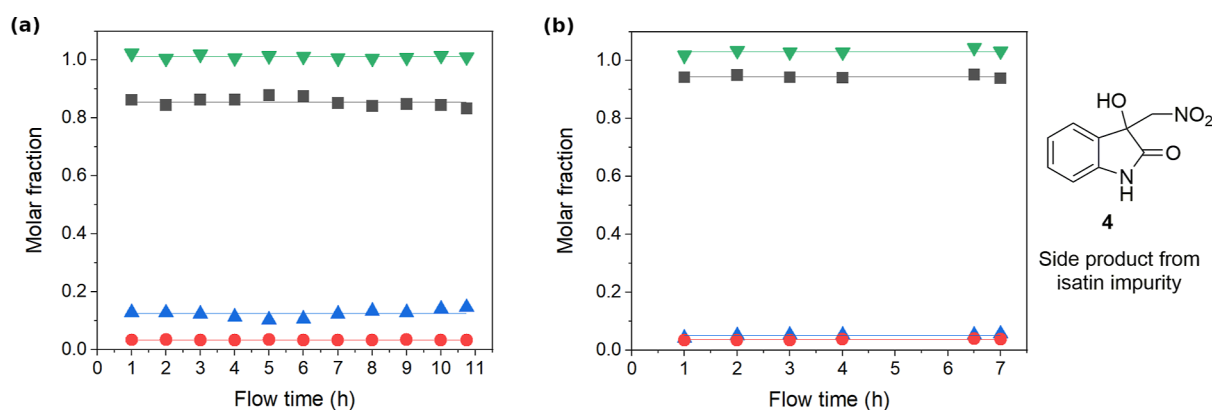 (a)
Molar fraction
1.0
0.8
0.6
0.4
0.2
0.0
0 1 2 3 4 5 6 7 8 9 10 11
Flow time (h)
(b)
Molar fraction
1.0
0.8
0.6
0.4
0.2
0.0
0 1 2 3 4 5 6 7
Flow time (h)
HO
NO2
O
N
H
4
Side product from
isatin impurity